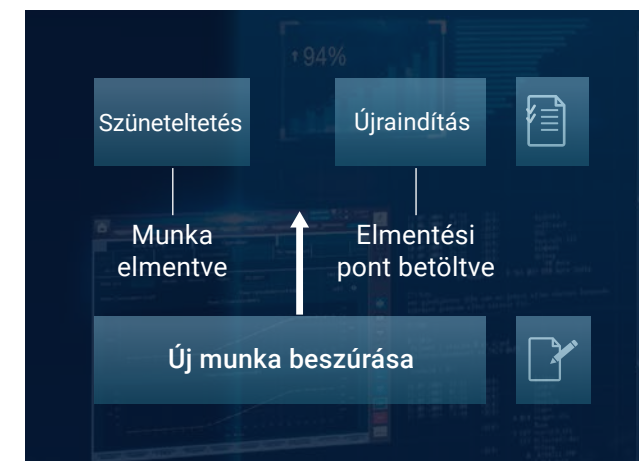 ↑94%
Szüneteltetés
Újraindítás
Munka
elmentve
Elmentési
pont betöltve
Új munka beszúrása